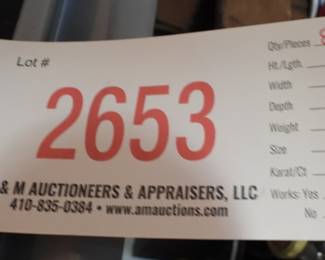 Lot #
2653
& M AUCTIONEERS & APPRAISERS, LLC
410-835-0384 • www.amauctions.com
Qty/Pieces
Ht./Lgth.
Width
Depth
Weight
Size
Karat/Ct
Works: Yes
No